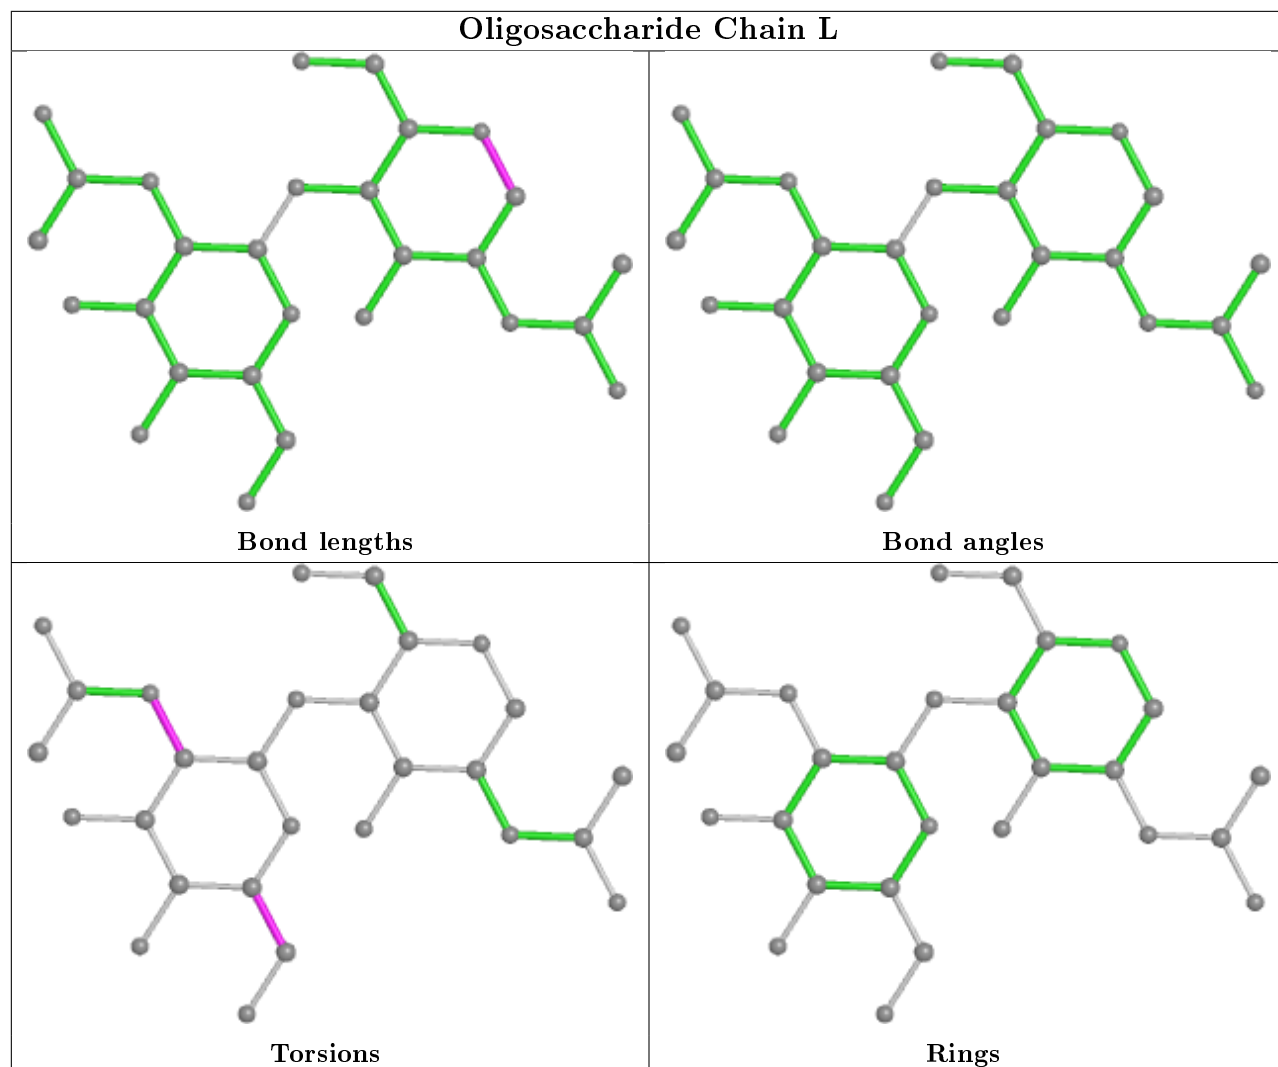 Oligosaccharide Chain L
Bond lengths
Bond angles
Torsions
Rings